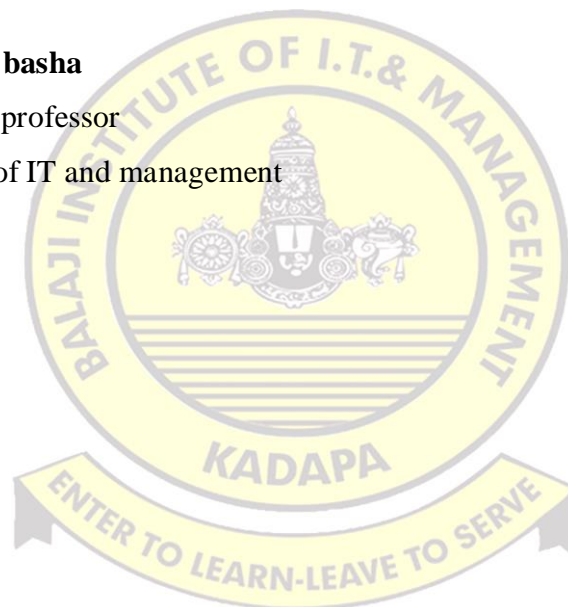 basha
professor
of IT and management
BALAJI INSTITUTE OF I.T.& MANAGEMENT
KADAPA
ENTER TO LEARN-LEAVE TO SERVE